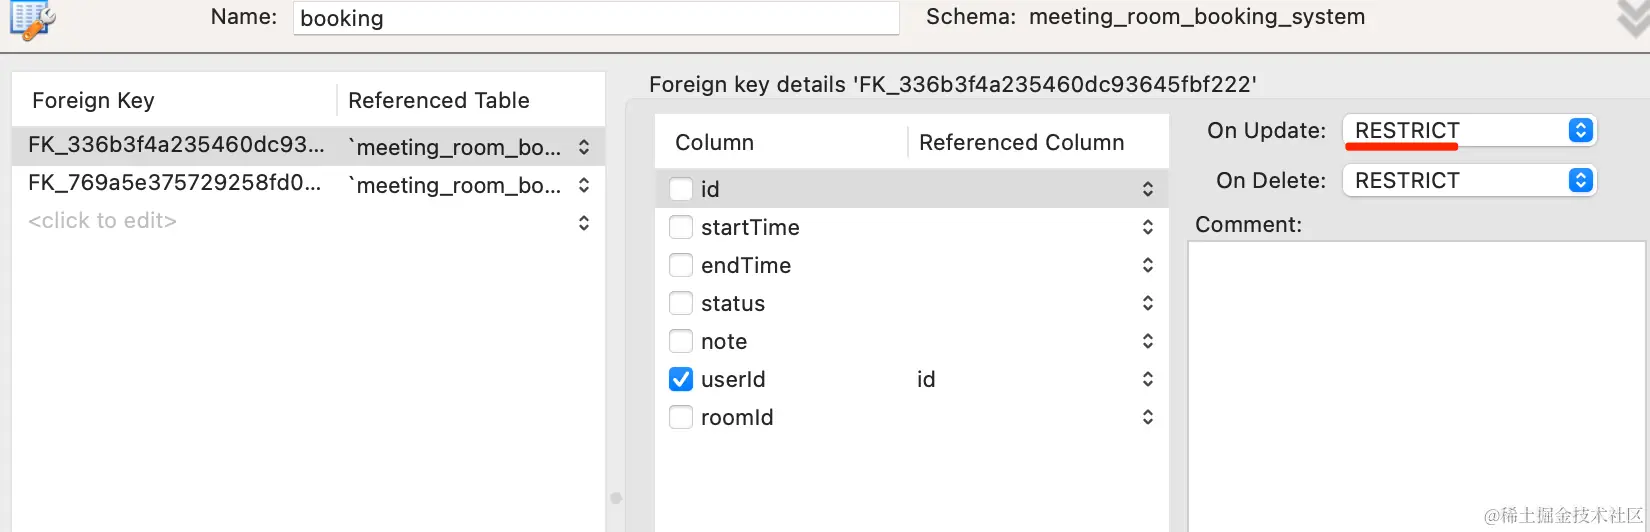 Name: booking Schema: meeting_room_booking_system
Foreign Key Referenced Table
FK_336b3f4a235460dc93... `meeting_room_bo...
FK_769a5e375729258fd0... `meeting_room_bo...
<click to edit>
Foreign key details 'FK_336b3f4a235460dc93645fbf222'
Column Referenced Column
id
startTime
endTime
status
note
userId id
roomId
On Update: RESTRICT
On Delete: RESTRICT
Comment:
@稀土掘金技术社区